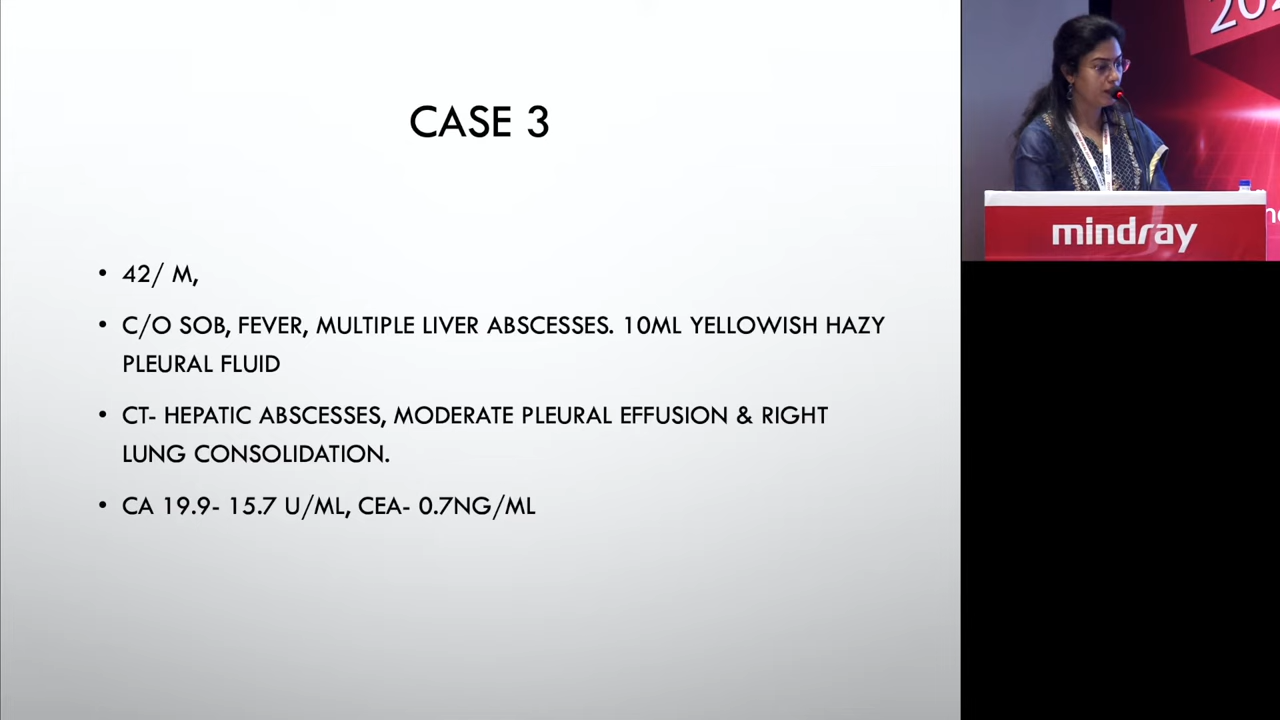 CASE 3
• 42/ M,
• C/O SOB, FEVER, MULTIPLE LIVER ABSCESSES. 10ML YELLOWISH HAZY
PLEURAL FLUID
• CT- HEPATIC ABSCESSES, MODERATE PLEURAL EFFUSION & RIGHT
LUNG CONSOLIDATION.
• CA 19.9- 15.7 U/ML, CEA- 0.7NG/ML
mindray